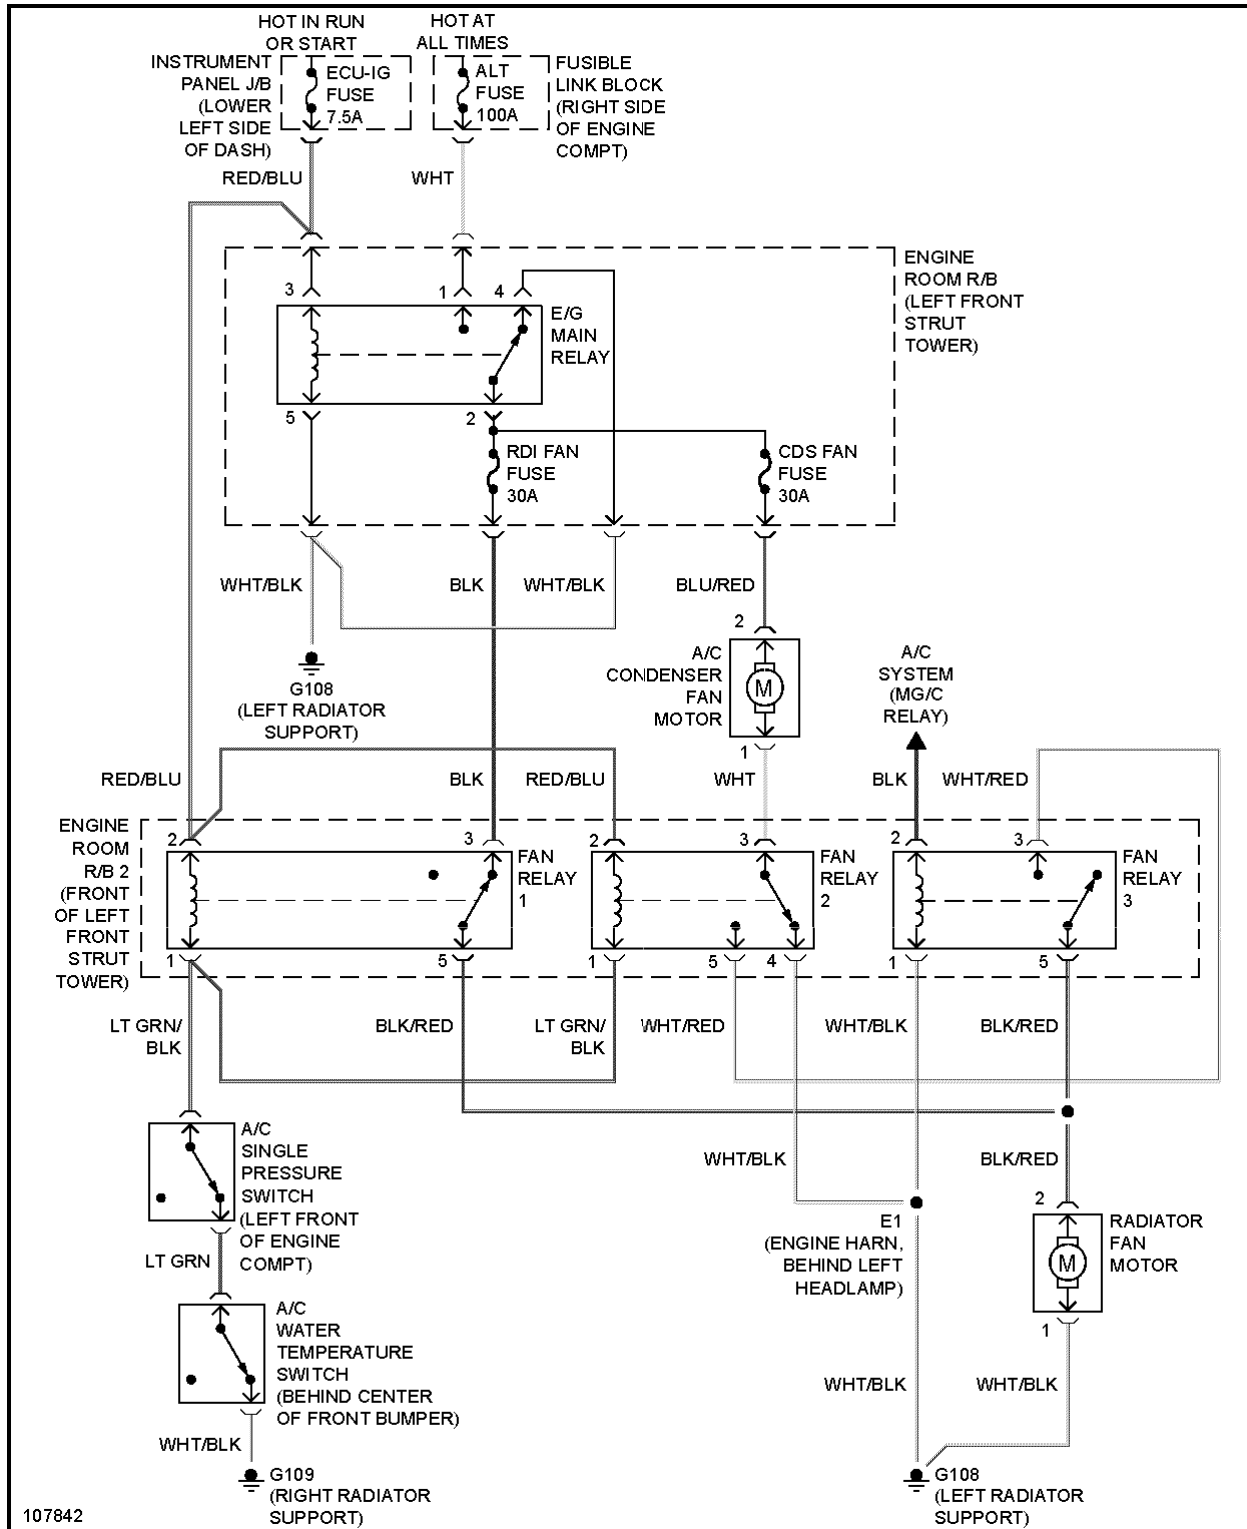 HOT IN RUN
OR START
HOT AT
ALL TIMES
INSTRUMENT
PANEL J/B
(LOWER
LEFT SIDE
OF DASH)
ECU-IG
FUSE
7.5A
ALT
FUSE
100A
FUSIBLE
LINK BLOCK
(RIGHT SIDE
OF ENGINE
COMPT)
RED/BLU
WHT
ENGINE
ROOM R/B
(LEFT FRONT
STRUT
TOWER)
3
1
4
E/G
MAIN
RELAY
5
2
RDI FAN
FUSE
30A
CDS FAN
FUSE
30A
WHT/BLK
BLK
WHT/BLK
BLU/RED
2
A/C
CONDENSER
FAN
MOTOR
M
1
A/C
SYSTEM
(MG/C
RELAY)
G108
(LEFT RADIATOR
SUPPORT)
RED/BLU
BLK
RED/BLU
WHT
BLK
WHT/RED
ENGINE
ROOM
R/B 2
(FRONT
OF LEFT
FRONT
STRUT
TOWER)
2
3
FAN
RELAY
1
2
3
FAN
RELAY
2
2
3
FAN
RELAY
3
1
5
1
5
4
1
5
LT GRN/
BLK
BLK/RED
LT GRN/
BLK
WHT/RED
WHT/BLK
BLK/RED
A/C
SINGLE
PRESSURE
SWITCH
(LEFT FRONT
OF ENGINE
COMPT)
WHT/BLK
BLK/RED
E1
(ENGINE HARN,
BEHIND LEFT
HEADLAMP)
2
RADIATOR
FAN
MOTOR
M
1
LT GRN
A/C
WATER
TEMPERATURE
SWITCH
(BEHIND CENTER
OF FRONT BUMPER)
WHT/BLK
WHT/BLK
WHT/BLK
G109
(RIGHT RADIATOR
SUPPORT)
G108
(LEFT RADIATOR
SUPPORT)
107842